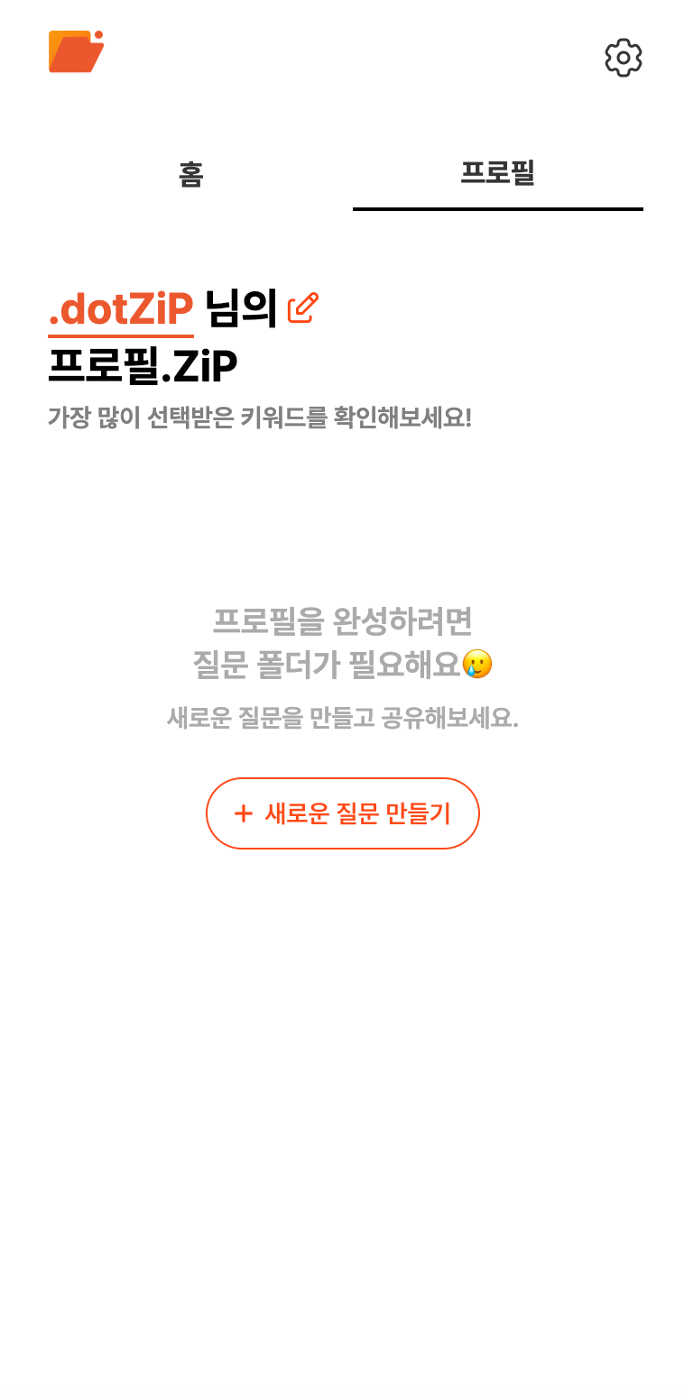 홈
프로필
.dotZiP 님의
프로필.ZiP
가장 많이 선택받은 키워드를 확인해보세요!
프로필을 완성하려면
질문 폴더가 필요해요🥲
새로운 질문을 만들고 공유해보세요.
+ 새로운 질문 만들기